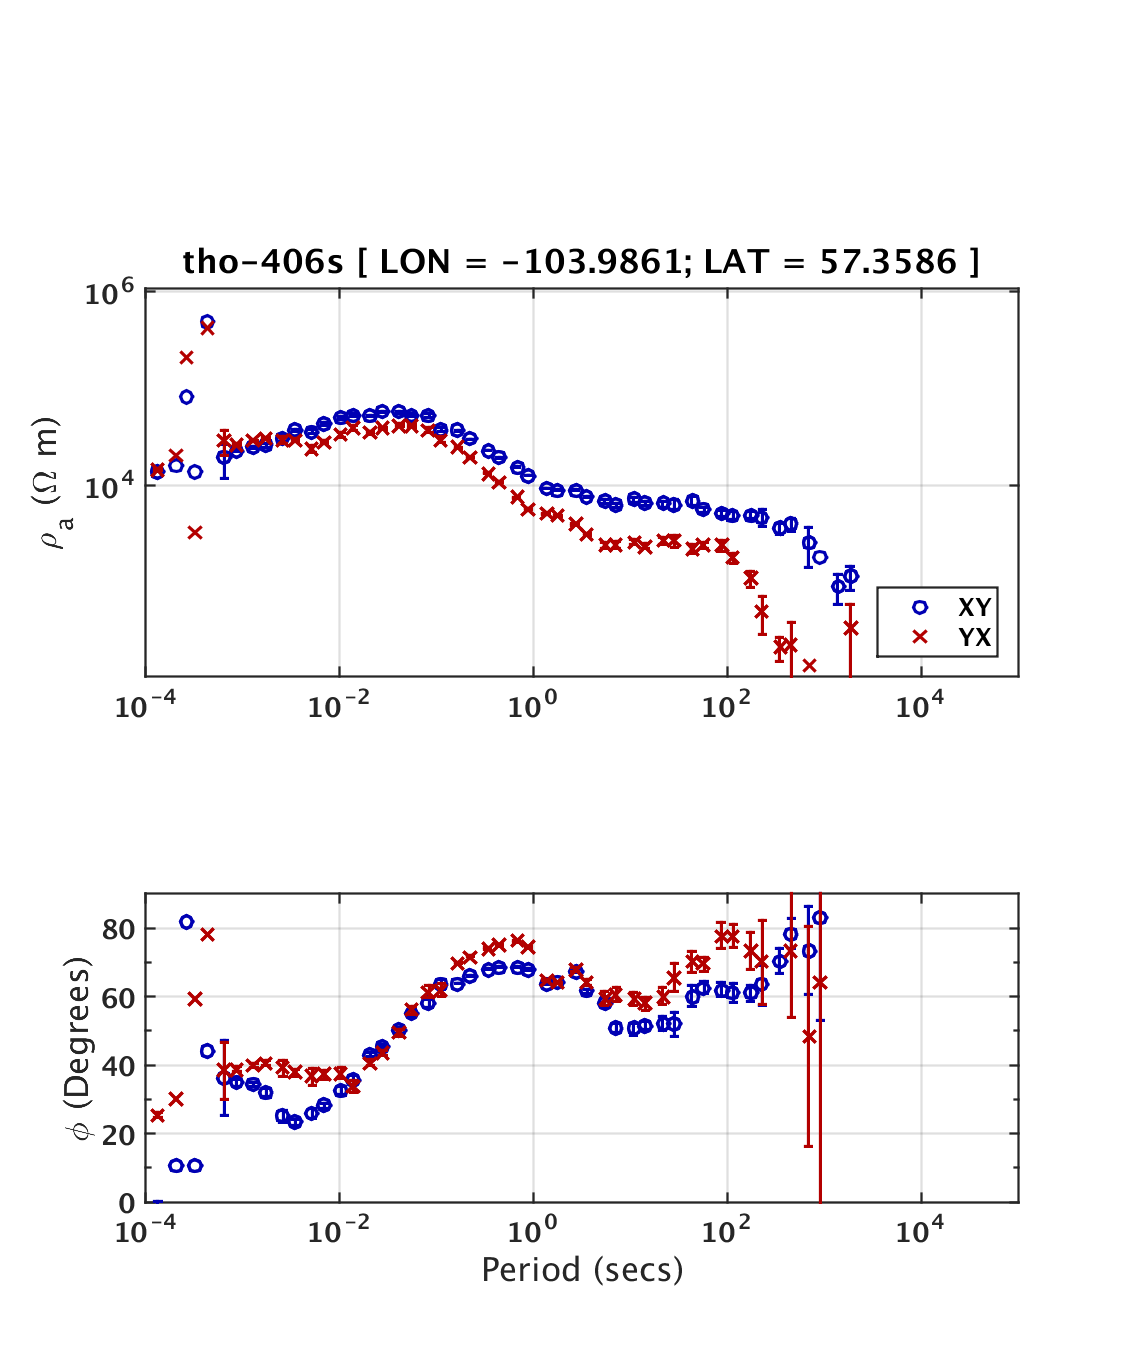 tho-406s [ LON = -103.9861; LAT = 57.3586 ]
10^6
10^4
ρ_a (Ω m)
XY
YX
10^-4 10^-2 10^0 10^2 10^4
80
60
40
20
0
ϕ (Degrees)
10^-4 10^-2 10^0 10^2 10^4
Period (secs)